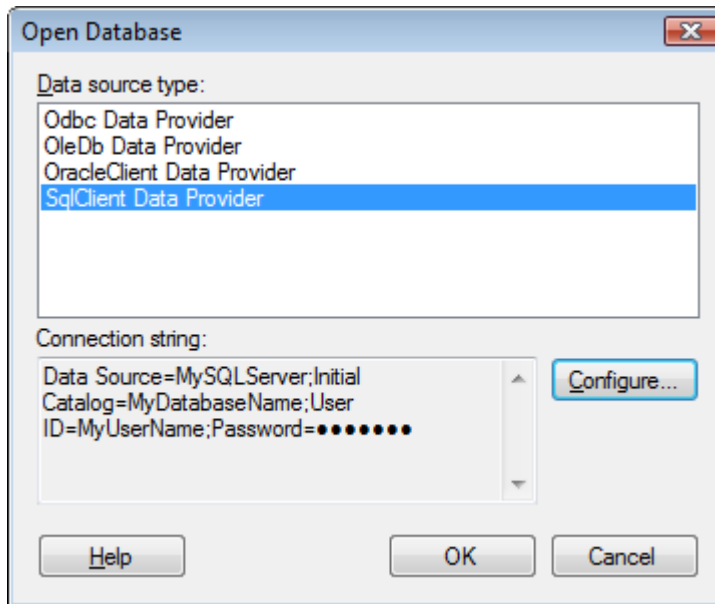 Open Database
Data source type:
Odbc Data Provider
OleDb Data Provider
OracleClient Data Provider
SqlClient Data Provider
Connection string:
Data Source=MySQLServer;Initial
Catalog=MyDatabaseName;User
ID=MyUserName;Password=●●●●●●●
Configure...
Help
OK
Cancel